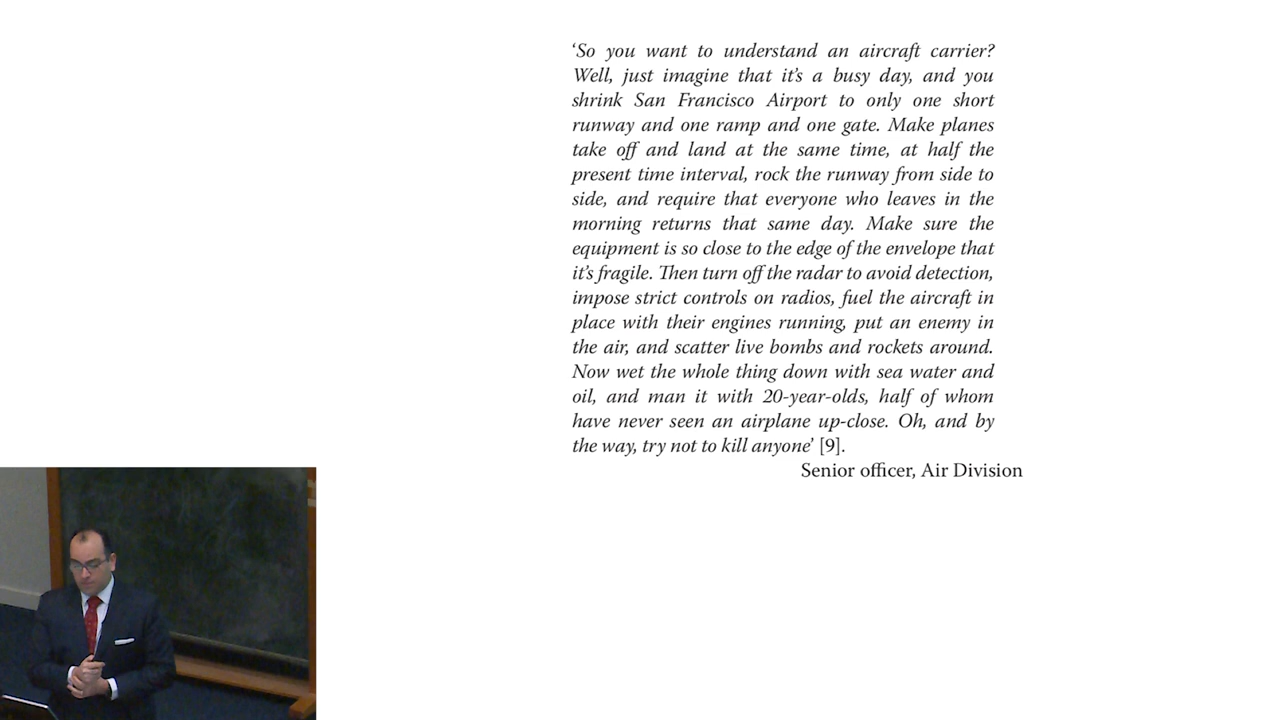 ‘So you want to understand an aircraft carrier?
Well, just imagine that it’s a busy day, and you
shrink San Francisco Airport to only one short
runway and one ramp and one gate. Make planes
take off and land at the same time, at half the
present time interval, rock the runway from side to
side, and require that everyone who leaves in the
morning returns that same day. Make sure the
equipment is so close to the edge of the envelope that
it’s fragile. Then turn off the radar to avoid detection,
impose strict controls on radios, fuel the aircraft in
place with their engines running, put an enemy in
the air, and scatter live bombs and rockets around.
Now wet the whole thing down with sea water and
oil, and man it with 20-year-olds, half of whom
have never seen an airplane up-close. Oh, and by
the way, try not to kill anyone’ [9].
Senior officer, Air Division